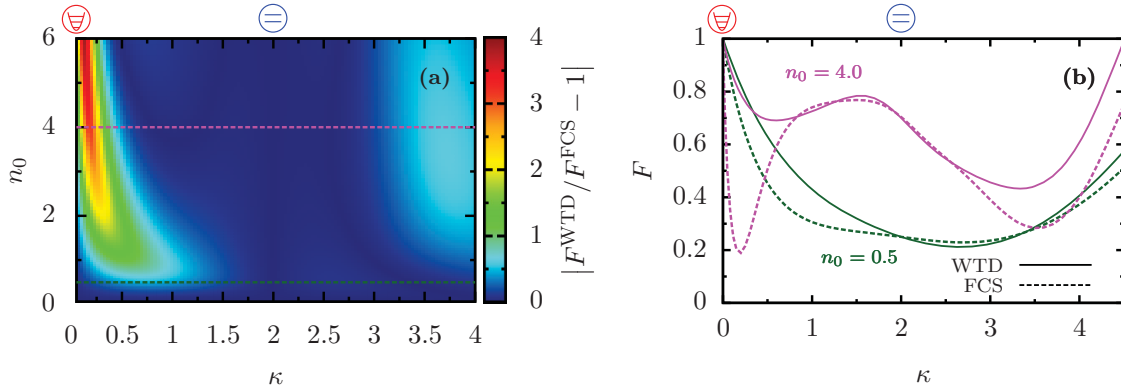 6
4
2
0
n₀
(a)
0 0.5 1 1.5 2 2.5 3 3.5 4
κ
4
3
2
1
0
|F^WTD/F^FCS − 1|
1
0.8
0.6
0.4
0.2
0
F
n₀ = 4.0
(b)
n₀ = 0.5
WTD
FCS
0 1 2 3 4
κ